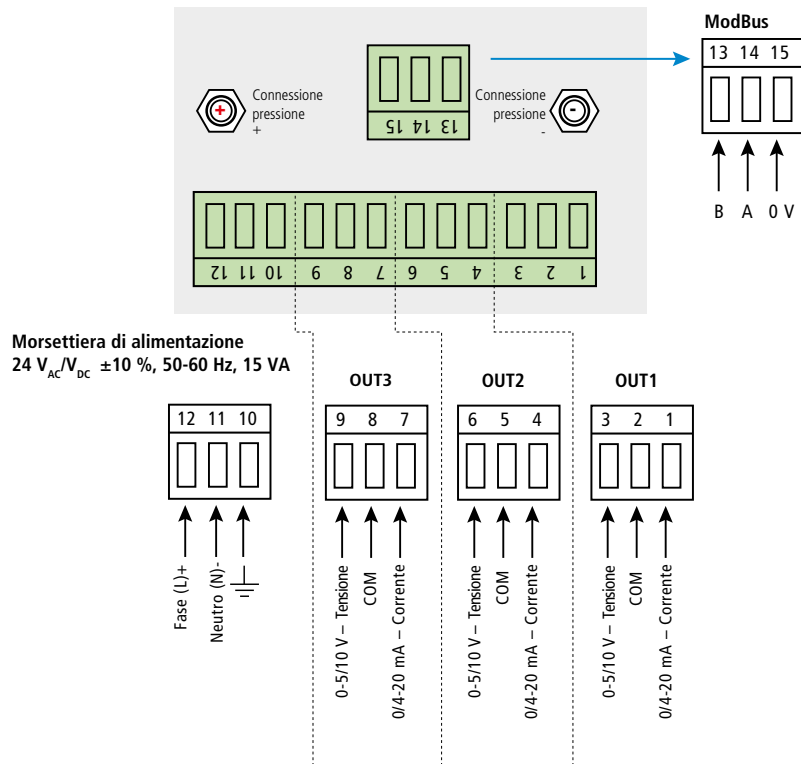 ModBus
13 14 15
B A 0 V
Connessione
pressione
+
+
15 14 13
Connessione
pressione
-
-
12 11 10 9 8 7 6 5 4 3 2 1
Morsettiera di alimentazione
24 VAC/VDC ±10 %, 50-60 Hz, 15 VA
12 11 10
Fase (L)+
Neutro (N)-
OUT3
9 8 7
0-5/10 V – Tensione
COM
0/4-20 mA – Corrente
OUT2
6 5 4
0-5/10 V – Tensione
COM
0/4-20 mA – Corrente
OUT1
3 2 1
0-5/10 V – Tensione
COM
0/4-20 mA – Corrente